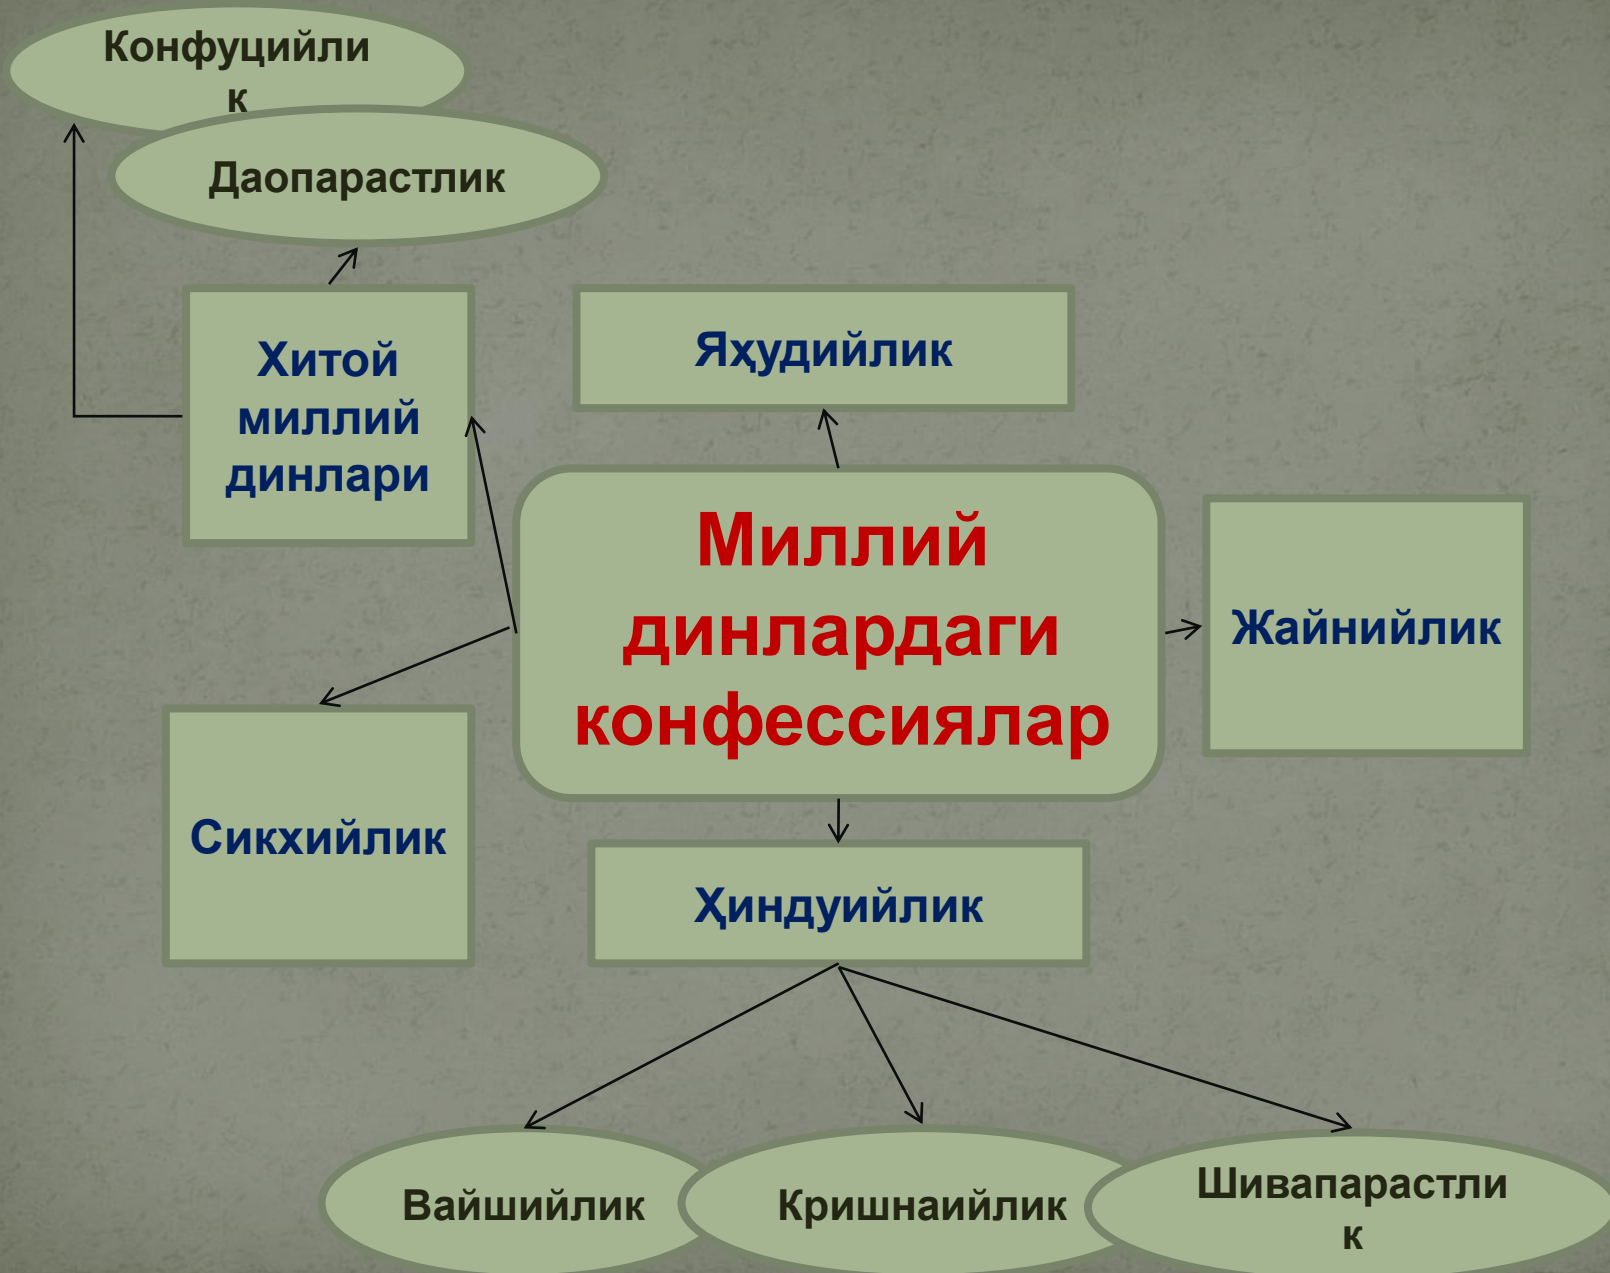 Конфуцийли
к
Даопарастлик
Хитой
миллий
динлари
Яҳудийлик
Миллий
динлардаги
конфессиялар
Жайнийлик
Сикхийлик
Ҳиндуийлик
Вайшийлик
Кришнаийлик
Шивапарастли
к